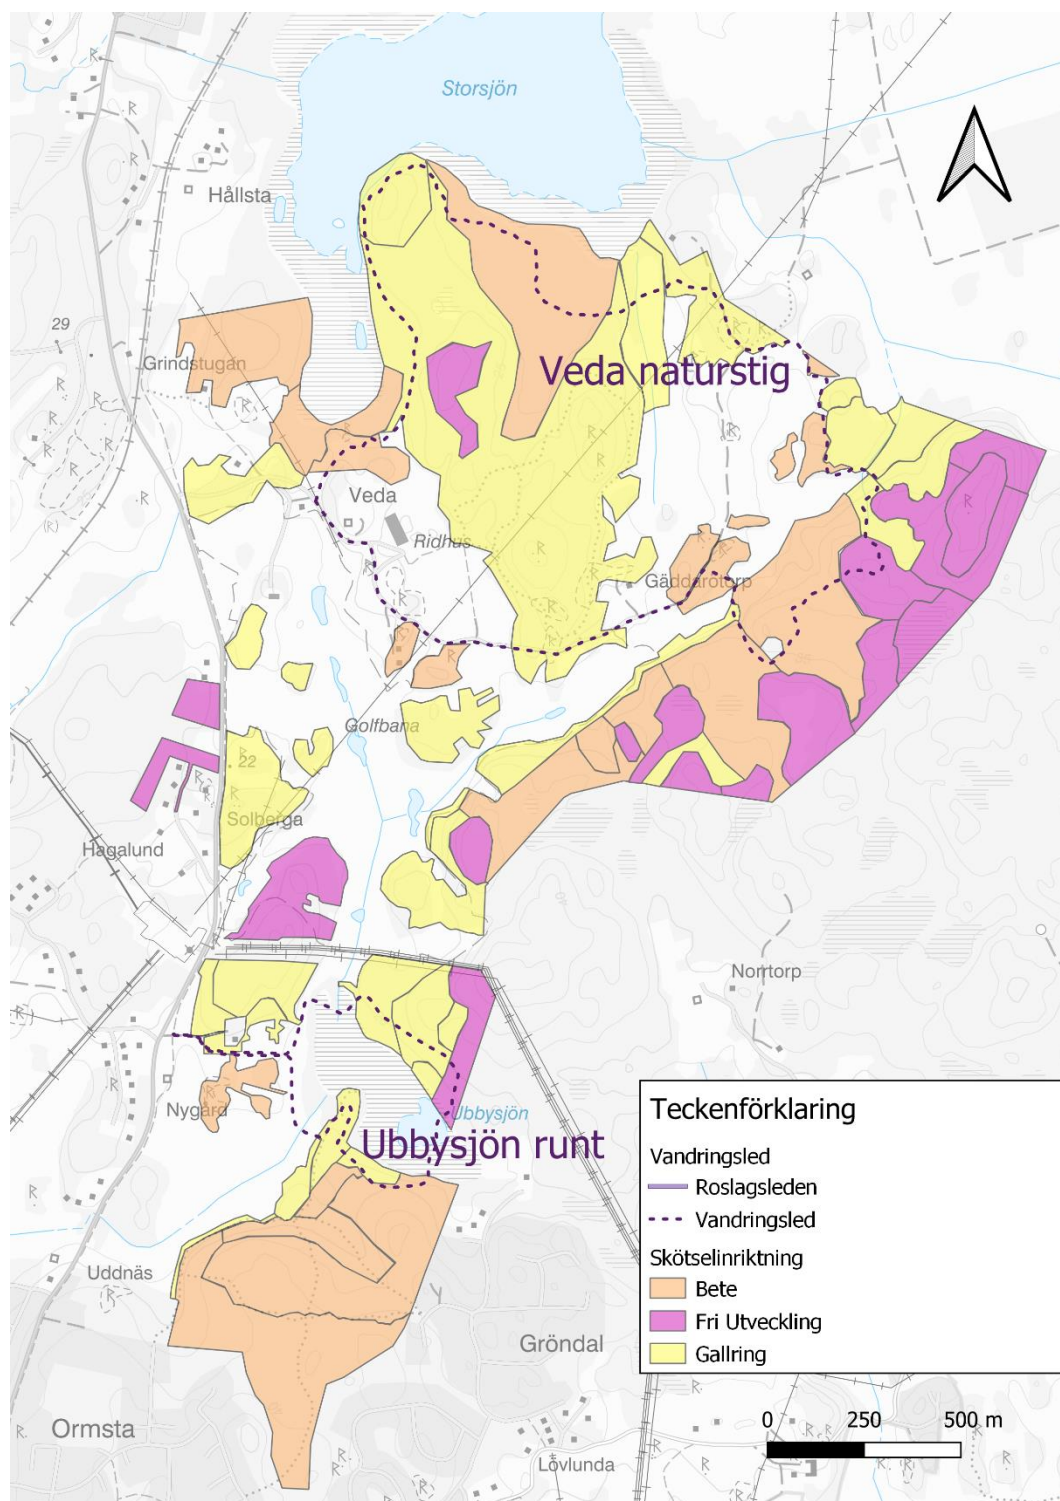 Storsjön
Hållsta
29
Grindstugan
Veda naturstig
Veda
Ridhus
Gäddarötorp
Golfbana
22
Solberga
Hagalund
Norrtorp
Nygård
Ubbysjön
Ubbysjön runt
Uddnäs
Gröndal
Ormsta
Lövlunda
Teckenförklaring
Vandringsled
Roslagsleden
Vandringsled
Skötselinriktning
Bete
Fri Utveckling
Gallring
0 250 500 m